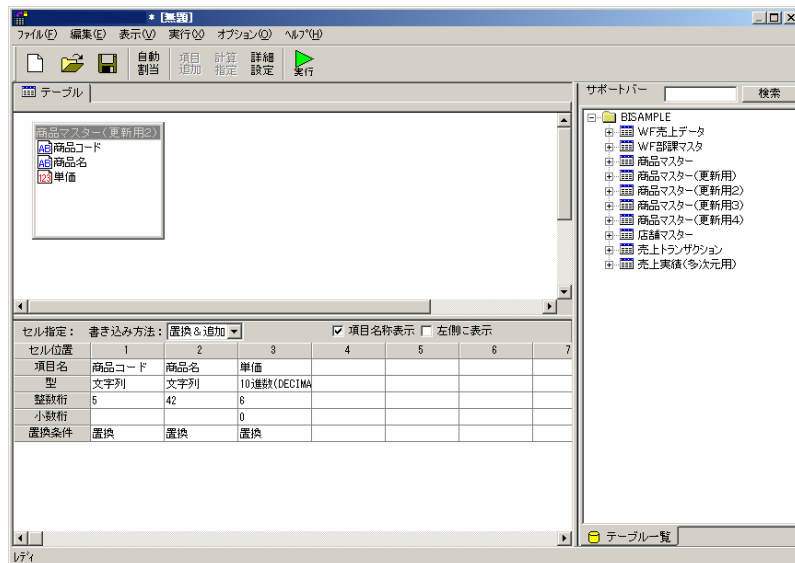 * [無題]
ファイル(F) 編集(E) 表示(V) 実行(X) オプション(O) ヘルプ(H)
自動割当 項目追加 計算指定 詳細設定 実行
テーブル
商品マスター(更新用2)
商品コード
商品名
単価
サポートバー 検索
BISAMPLE
WF売上データ
WF部課マスタ
商品マスター
商品マスター(更新用)
商品マスター(更新用2)
商品マスター(更新用3)
商品マスター(更新用4)
店舗マスター
売上トランザクション
売上実績(多次元用)
セル指定: 書き込み方法: 置換&追加 項目名称表示 左側に表示
セル位置 1 2 3 4 5 6 7
項目名 商品コード 商品名 単価
型 文字列 文字列 10進数(DECIMA
整数桁 5 42 6
小数桁 0
置換条件 置換 置換 置換
テーブル一覧
レディ